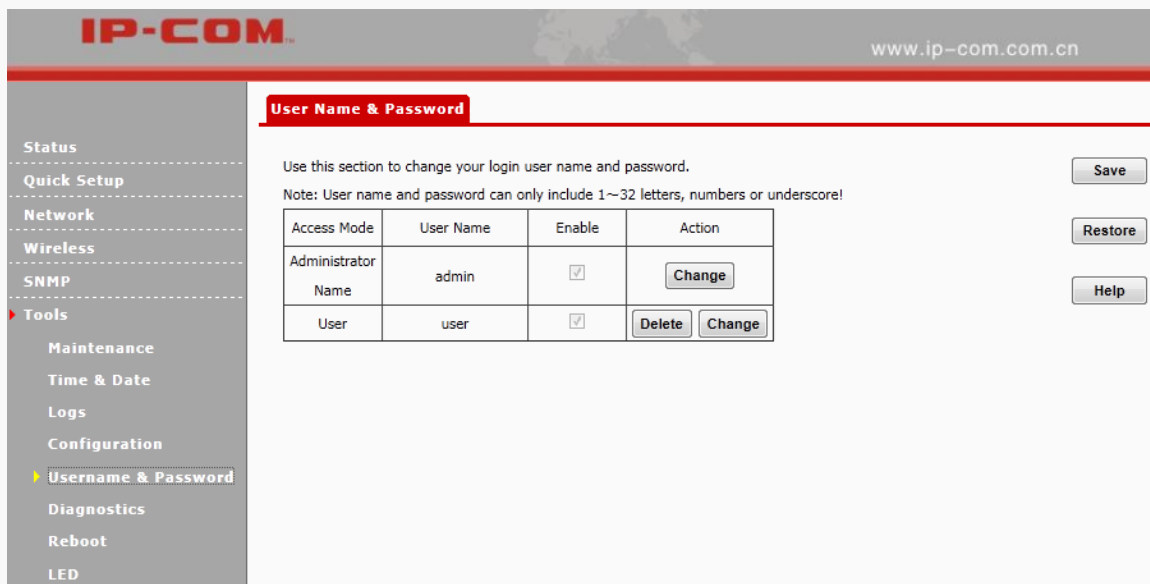 IP-COM
www.ip-com.com.cn
User Name & Password
Status
Quick Setup
Network
Wireless
SNMP
Tools
Maintenance
Time & Date
Logs
Configuration
Username & Password
Diagnostics
Reboot
LED
Use this section to change your login user name and password.
Note: User name and password can only include 1~32 letters, numbers or underscore!
Access Mode User Name Enable Action
Administrator
Name admin Change
User user Delete Change
Save
Restore
Help